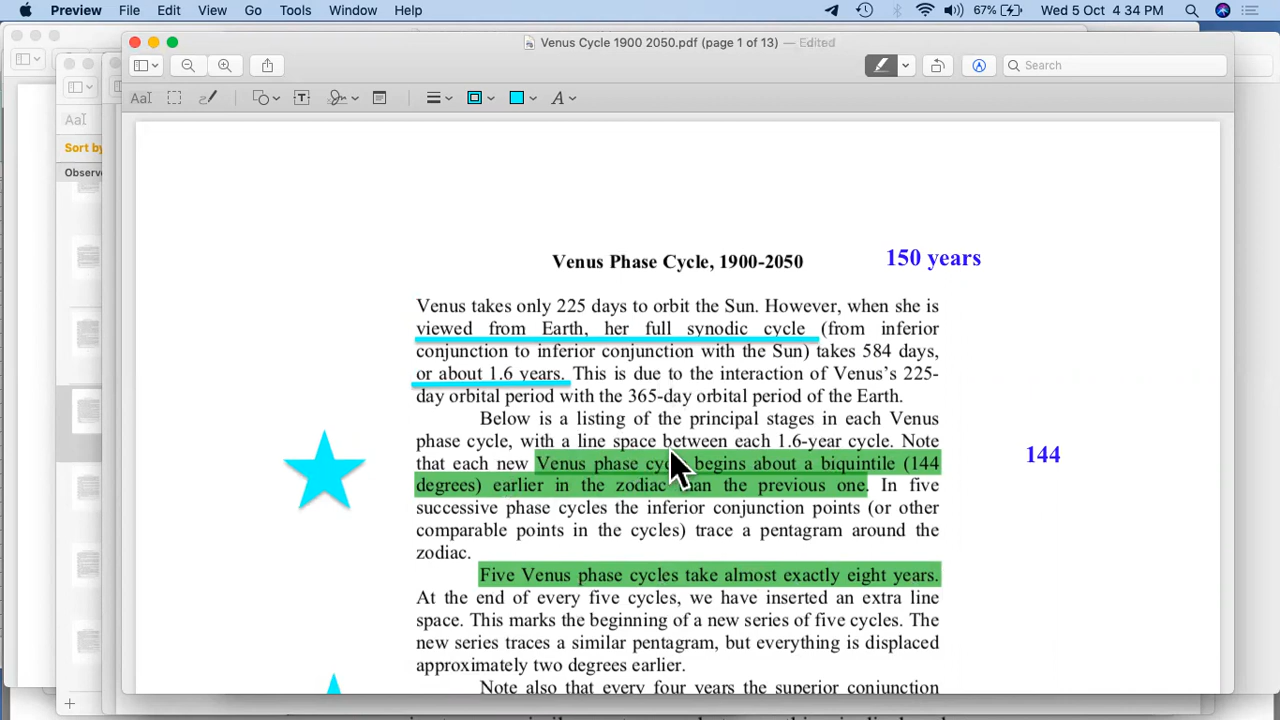 Preview File Edit View Go Tools Window Help 67% Wed 5 Oct 4:34 PM
Venus Cycle 1900 2050.pdf (page 1 of 13) — Edited
Search
AaI T A
AaI
Sort by
Observe
Venus Phase Cycle, 1900-2050 150 years
Venus takes only 225 days to orbit the Sun. However, when she is
viewed from Earth, her full synodic cycle (from inferior
conjunction to inferior conjunction with the Sun) takes 584 days,
or about 1.6 years. This is due to the interaction of Venus's 225-
day orbital period with the 365-day orbital period of the Earth.
Below is a listing of the principal stages in each Venus
phase cycle, with a line space between each 1.6-year cycle. Note
that each new Venus phase cycle begins about a biquintile (144 144
degrees) earlier in the zodiac than the previous one. In five
successive phase cycles the inferior conjunction points (or other
comparable points in the cycles) trace a pentagram around the
zodiac.
Five Venus phase cycles take almost exactly eight years.
At the end of every five cycles, we have inserted an extra line
space. This marks the beginning of a new series of five cycles. The
new series traces a similar pentagram, but everything is displaced
approximately two degrees earlier.
Note also that every four years the superior conjunction